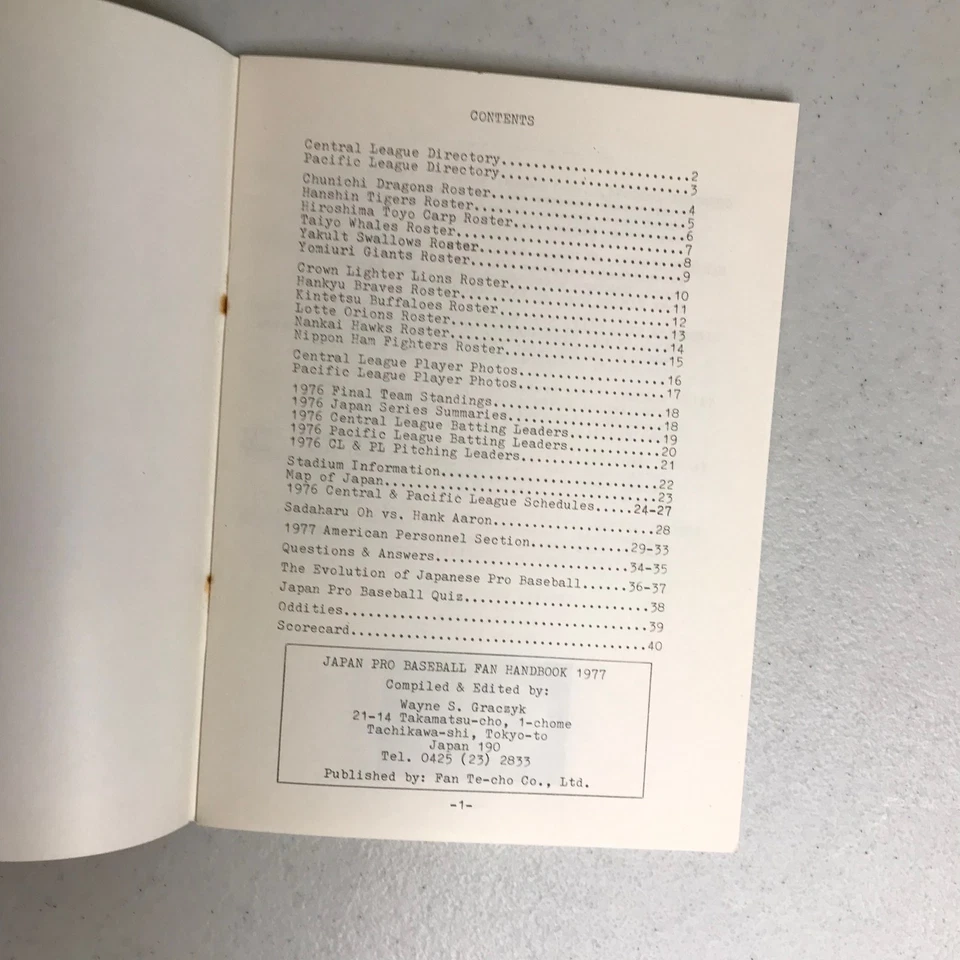 CONTENTS
Central League Directory........................2
Pacific League Directory........................3
Chunichi Dragons Roster.........................4
Hanshin Tigers Roster...........................5
Hiroshima Toyo Carp Roster......................6
Taiyo Whales Roster.............................7
Yakult Swallows Roster..........................8
Yomiuri Giants Roster...........................9
Crown Lighter Lions Roster.....................10
Hankyu Braves Roster...........................11
Kintetsu Buffaloes Roster......................12
Lotte Orions Roster............................13
Nankai Hawks Roster............................14
Nippon Ham Fighters Roster.....................15
Central League Player Photos...................16
Pacific League Player Photos...................17
1976 Final Team Standings......................18
1976 Japan Series Summaries....................18
1976 Central League Batting Leaders............19
1976 Pacific League Batting Leaders............20
1976 CL & PL Pitching Leaders..................21
Stadium Information............................22
Map of Japan...................................23
1976 Central & Pacific League Schedules.....24-27
Sadaharu Oh vs. Hank Aaron.....................28
1977 American Personnel Section.............29-33
Questions & Answers.........................34-35
The Evolution of Japanese Pro Baseball......36-37
Japan Pro Baseball Quiz........................38
Oddities.......................................39
Scorecard......................................40
JAPAN PRO BASEBALL FAN HANDBOOK 1977
Compiled & Edited by:
Wayne S. Graczyk
21-14 Takamatsu-cho, 1-chome
Tachikawa-shi, Tokyo-to
Japan 190
Tel. 0425 (23) 2833
Published by: Fan Te-cho Co., Ltd.
-1-